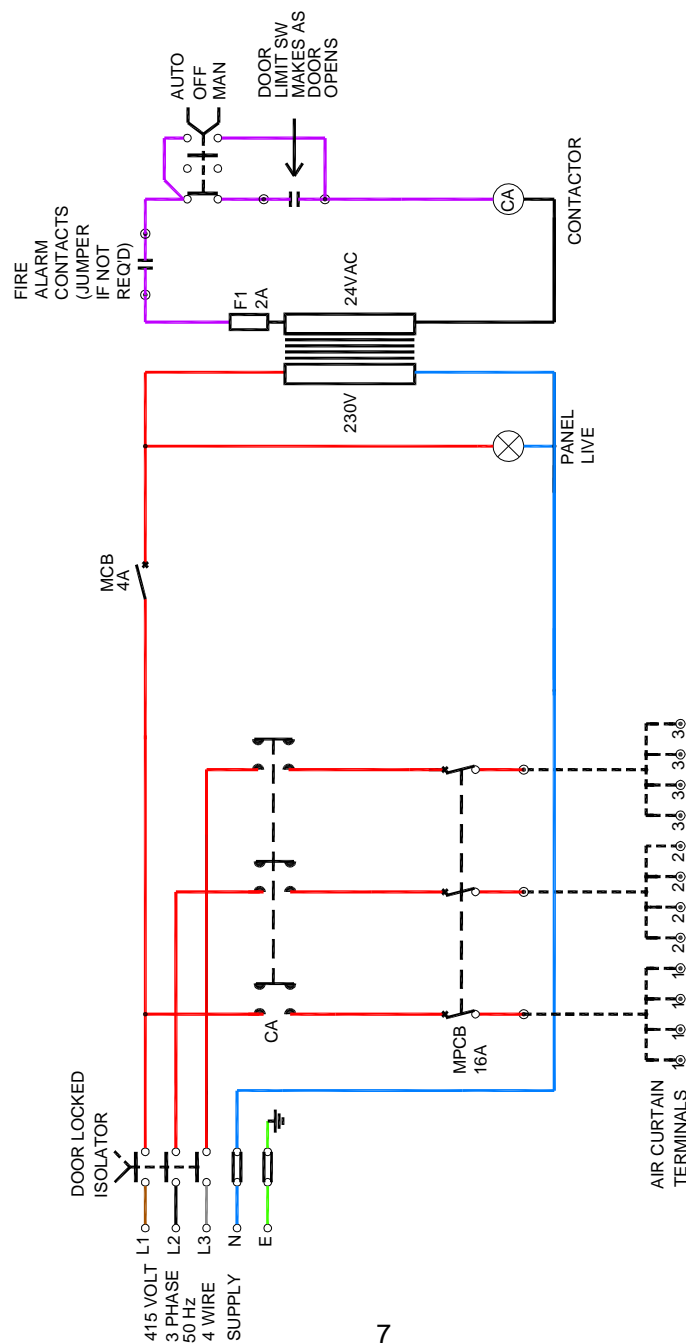 415 VOLT
3 PHASE
50 Hz
4 WIRE
SUPPLY
L1
L2
L3
N
E
DOOR LOCKED
ISOLATOR
CA
MPCB
16A
AIR CURTAIN
TERMINALS
1 1 1 1 2 2 2 2 3 3 3 3
MCB
4A
PANEL
LIVE
230V
24VAC
F1
2A
FIRE
ALARM
CONTACTS
(JUMPER
IF NOT
REQ'D)
AUTO
OFF
MAN
DOOR
LIMIT SW
MAKES AS
DOOR
OPENS
CA
CONTACTOR
7